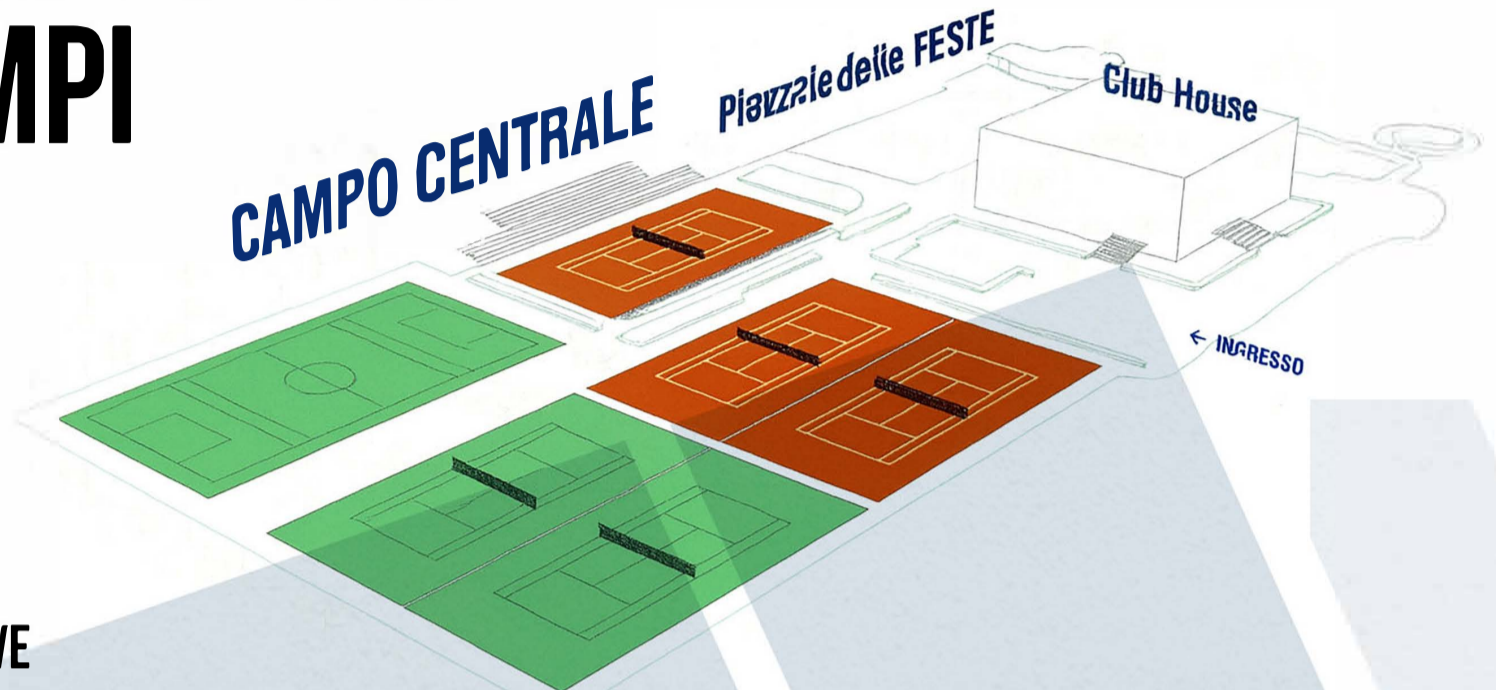 MPI
CAMPO CENTRALE
Piazzale delle FESTE
Club House
← INGRESSO
VE